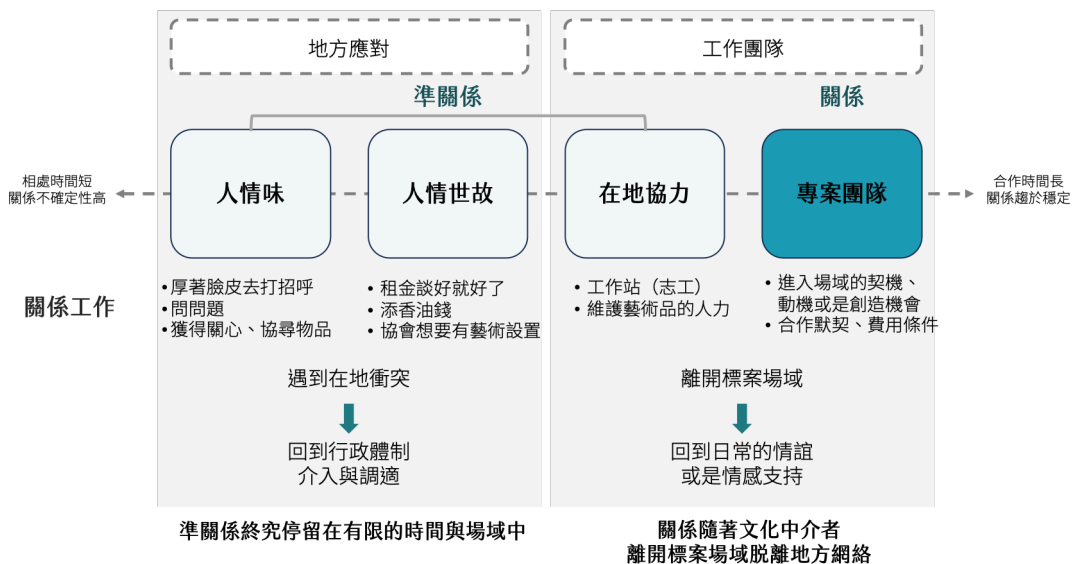 地方應對
工作團隊
準關係
關係
相處時間短
關係不確定性高
人情味
人情世故
在地協力
專案團隊
合作時間長
關係趨於穩定
關係工作
• 厚著臉皮去打招呼
• 問問題
• 獲得關心、協尋物品
• 租金談好就好了
• 添香油錢
• 協會想要有藝術設置
• 工作站（志工）
• 維護藝術品的人力
• 進入場域的契機、
動機或是創造機會
• 合作默契、費用條件
遇到在地衝突
回到行政體制
介入與調適
離開標案場域
回到日常的情誼
或是情感支持
準關係終究停留在有限的時間與場域中
關係隨著文化中介者
離開標案場域脫離地方網絡